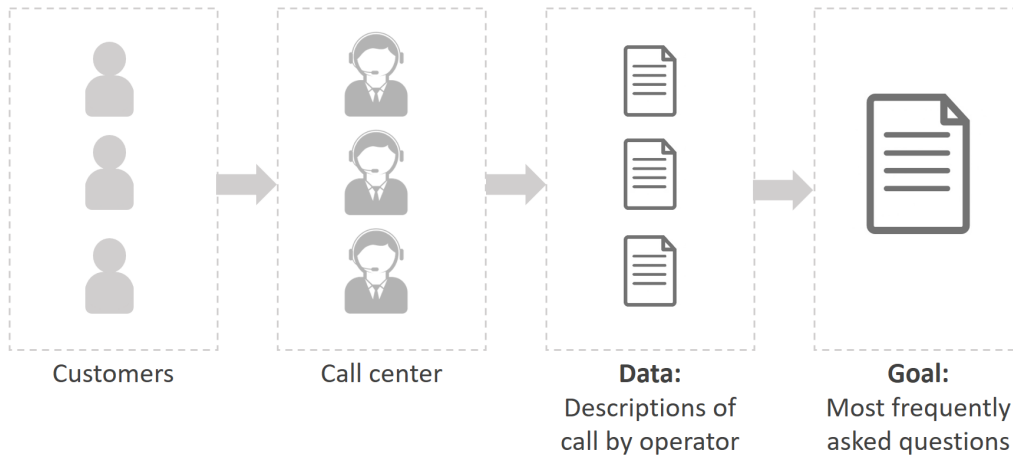 Customers
Call center
Data:
Descriptions of
call by operator
Goal:
Most frequently
asked questions